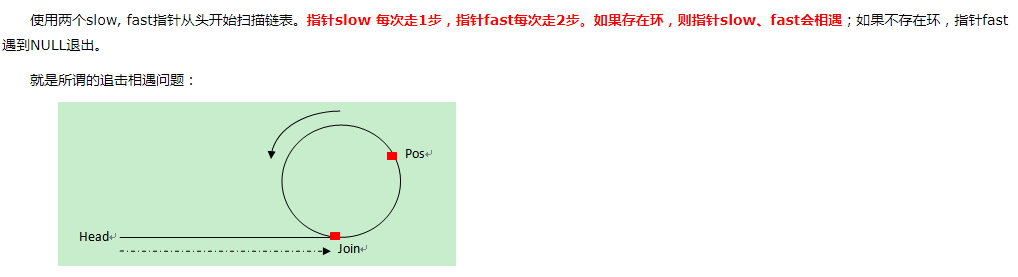 使用两个slow, fast指针从头开始扫描链表。指针slow 每次走1步，指针fast每次走2步。如果存在环，则指针slow、fast会相遇；如果不存在环，指针fast
遇到NULL退出。
就是所谓的追击相遇问题：
Pos↵
Head↵
Join↵